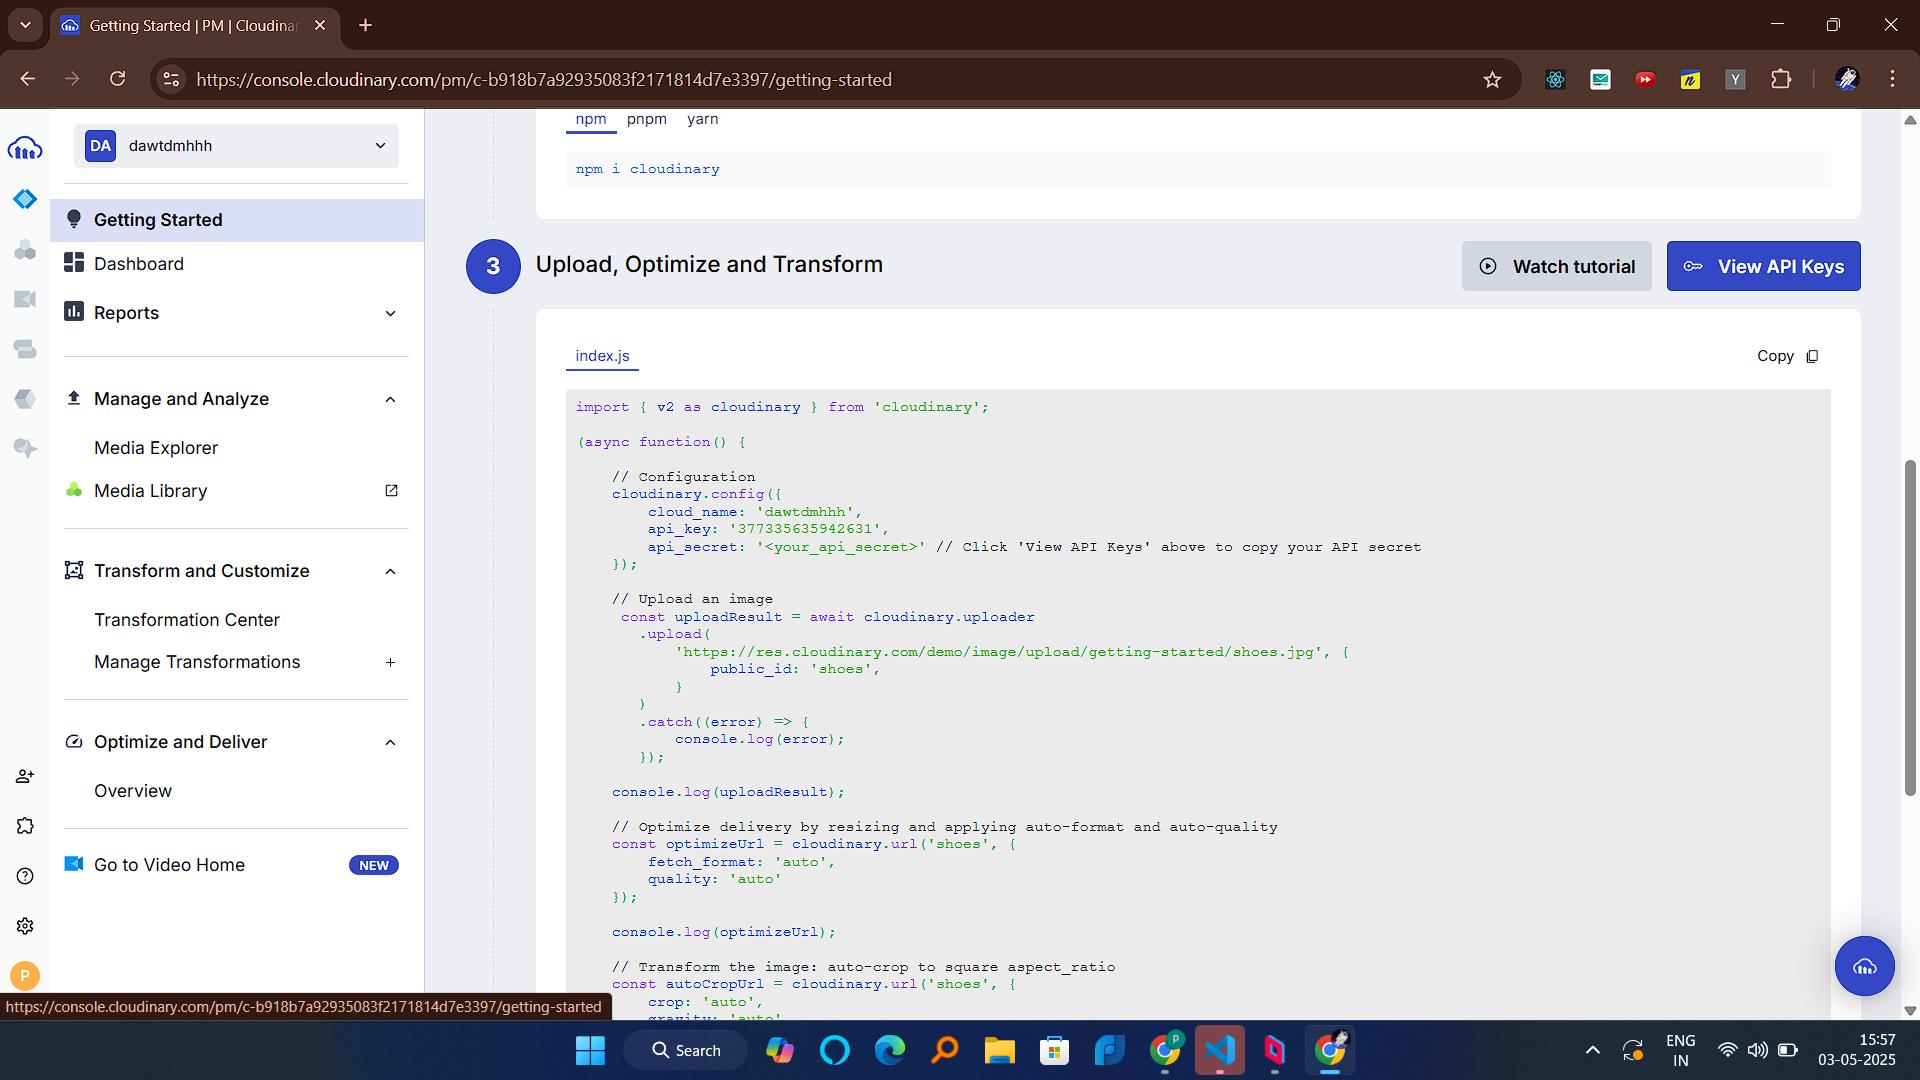 Getting Started | PM | Cloudina
https://console.cloudinary.com/pm/c-b918b7a92935083f2171814d7e3397/getting-started
DA dawtdmhhh
Getting Started
Dashboard
Reports
Manage and Analyze
Media Explorer
Media Library
Transform and Customize
Transformation Center
Manage Transformations +
Optimize and Deliver
Overview
Go to Video Home NEW
P
https://console.cloudinary.com/pm/c-b918b7a92935083f2171814d7e3397/getting-started
npm pnpm yarn
npm i cloudinary
3 Upload, Optimize and Transform Watch tutorial View API Keys
index.js Copy
import { v2 as cloudinary } from 'cloudinary';
(async function() {
// Configuration
cloudinary.config({
cloud_name: 'dawtdmhhh',
api_key: '377335635942631',
api_secret: '<your_api_secret>' // Click 'View API Keys' above to copy your API secret
});
// Upload an image
const uploadResult = await cloudinary.uploader
.upload(
'https://res.cloudinary.com/demo/image/upload/getting-started/shoes.jpg', {
public_id: 'shoes',
}
)
.catch((error) => {
console.log(error);
});
console.log(uploadResult);
// Optimize delivery by resizing and applying auto-format and auto-quality
const optimizeUrl = cloudinary.url('shoes', {
fetch_format: 'auto',
quality: 'auto'
});
console.log(optimizeUrl);
// Transform the image: auto-crop to square aspect_ratio
const autoCropUrl = cloudinary.url('shoes', {
crop: 'auto',
gravity: 'auto'
Search
ENG
IN
15:57
03-05-2025